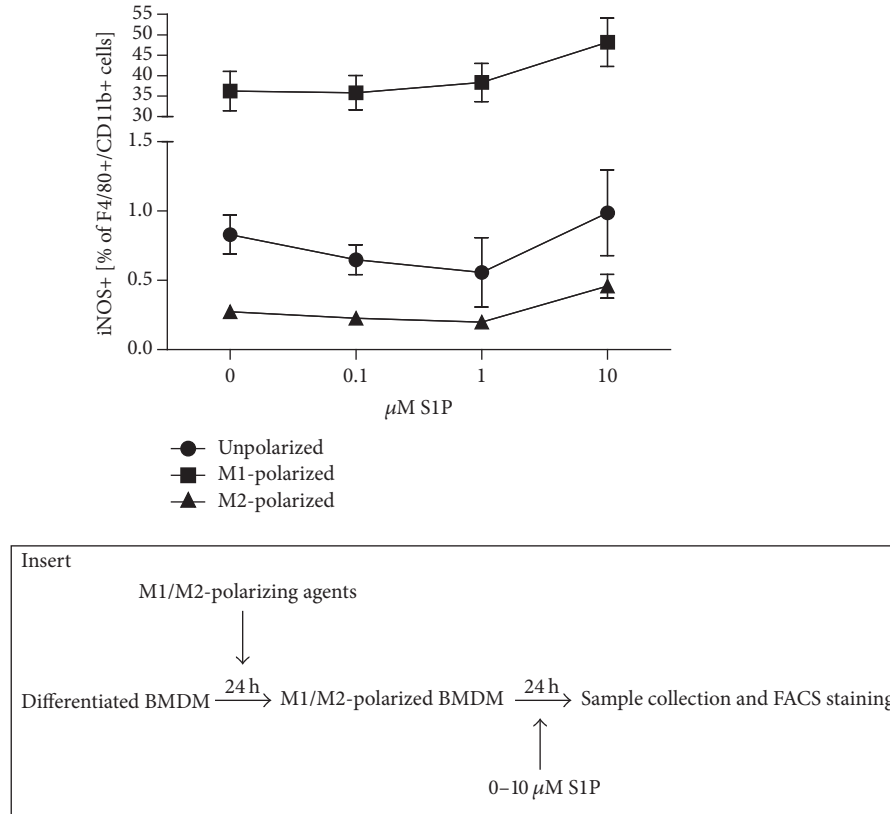 55
50
45
40
35
30
1.5
1.0
0.5
0.0
iNOS+ [% of F4/80+/CD11b+ cells]
0 0.1 1 10
μM S1P
Unpolarized
M1-polarized
M2-polarized
Insert
M1/M2-polarizing agents
Differentiated BMDM 24 h M1/M2-polarized BMDM 24 h Sample collection and FACS staining
0–10 μM S1P